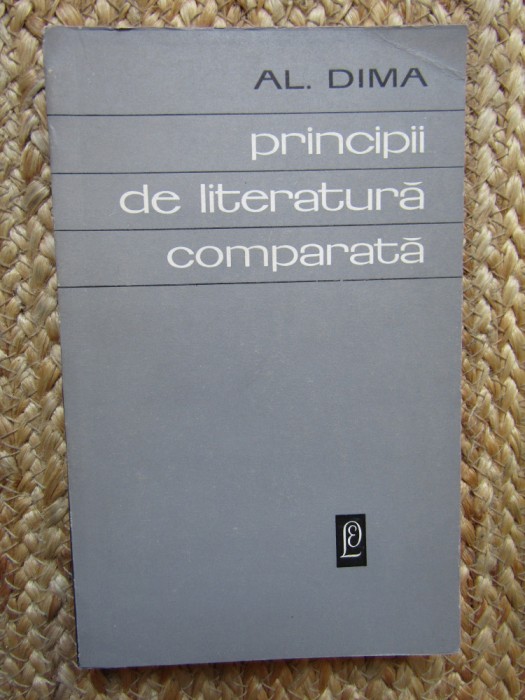 AL. DIMA
principii
de literatură
comparată